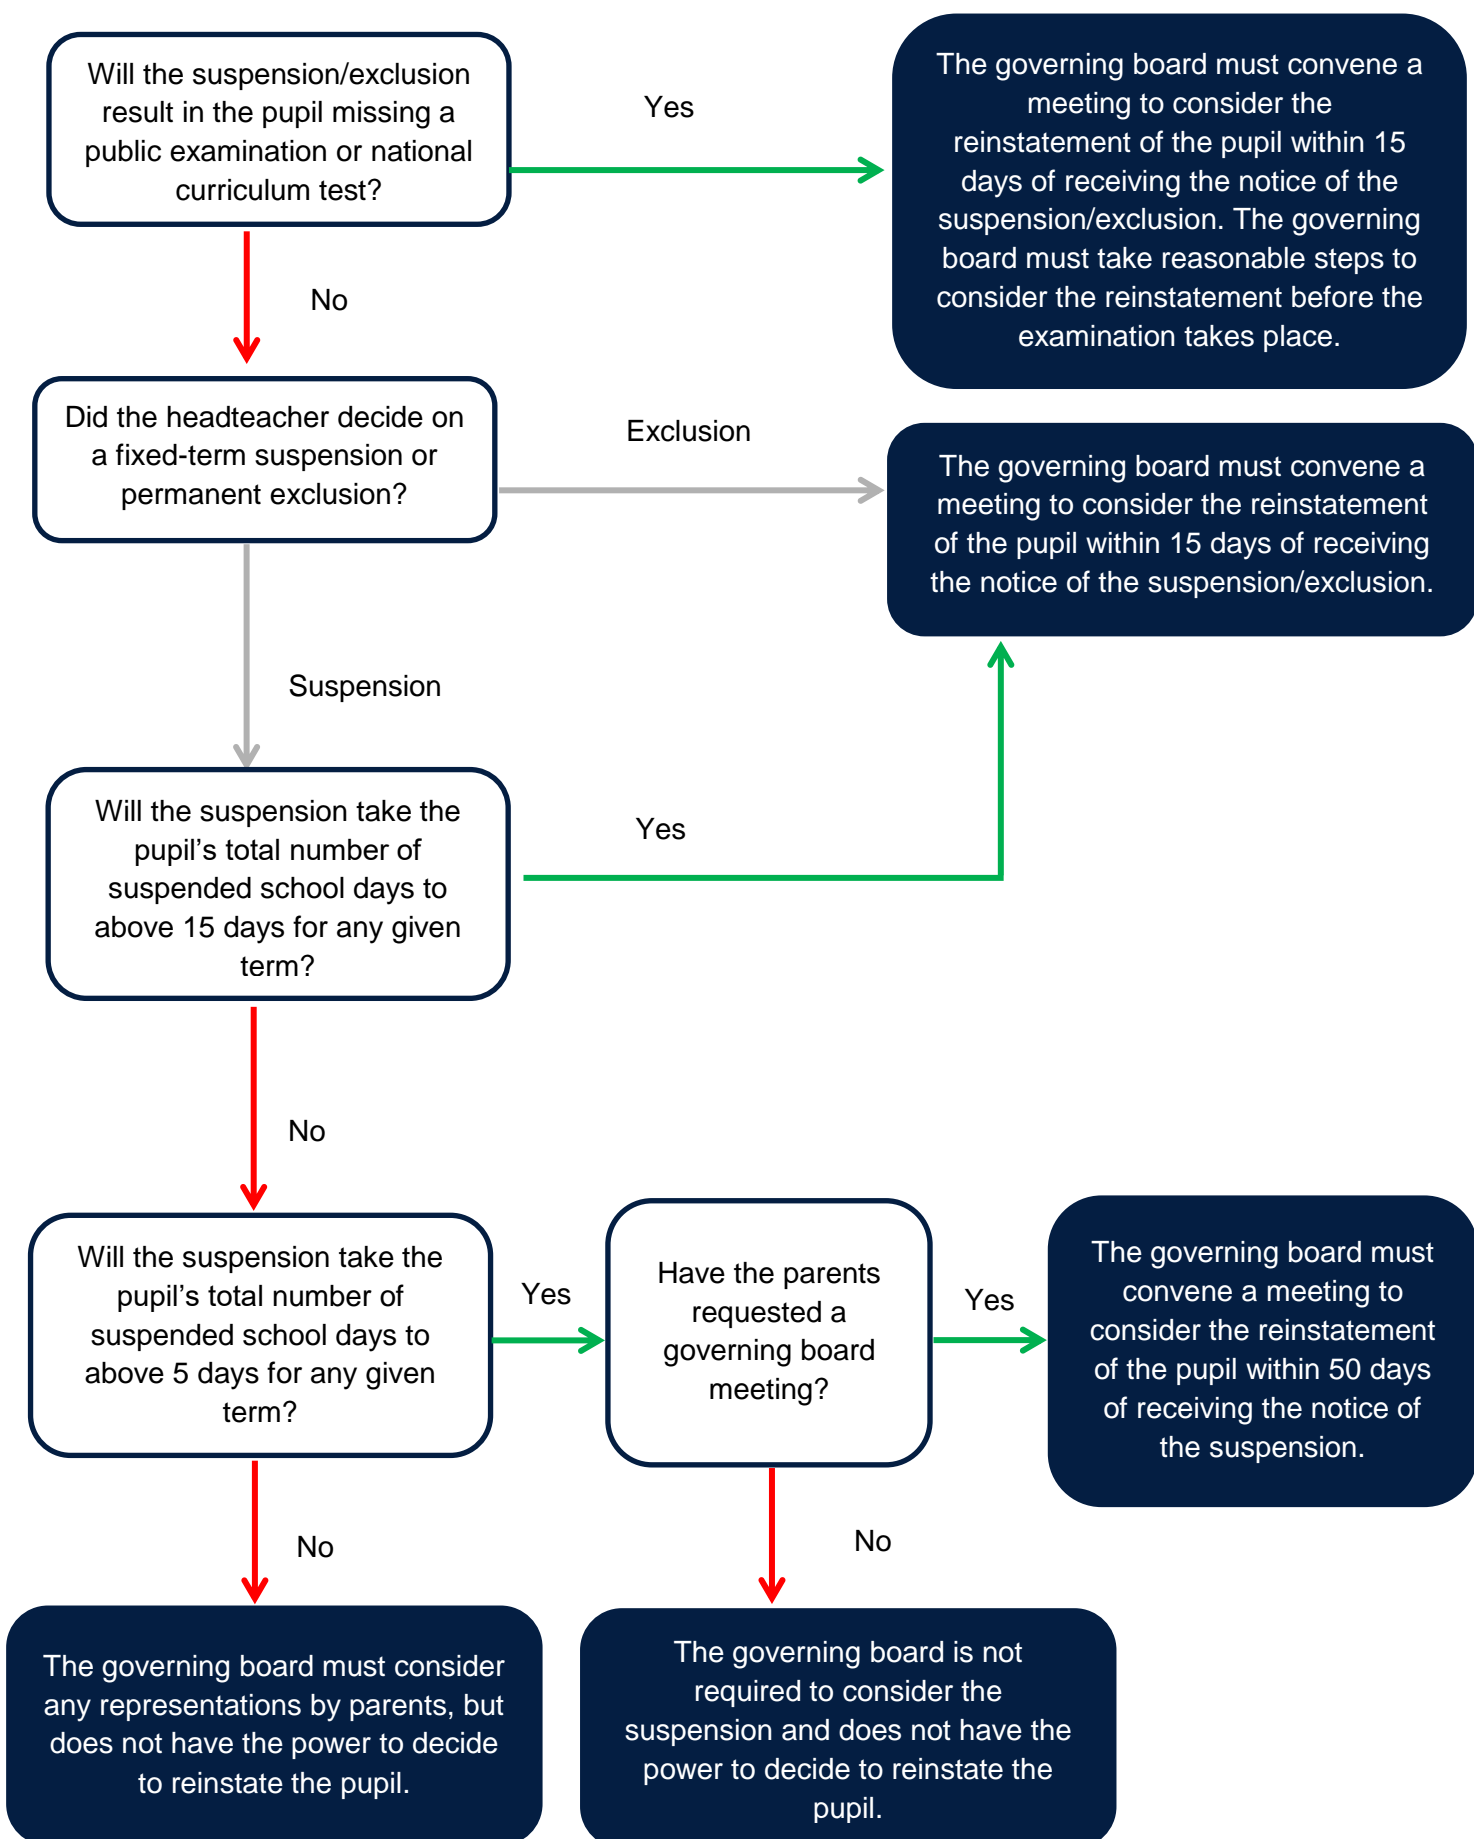 Will the suspension/exclusion
result in the pupil missing a
public examination or national
curriculum test?
Yes
The governing board must convene a
meeting to consider the
reinstatement of the pupil within 15
days of receiving the notice of the
suspension/exclusion. The governing
board must take reasonable steps to
consider the reinstatement before the
examination takes place.
No
Did the headteacher decide on
a fixed-term suspension or
permanent exclusion?
Exclusion
The governing board must convene a
meeting to consider the reinstatement
of the pupil within 15 days of receiving
the notice of the suspension/exclusion.
Suspension
Will the suspension take the
pupil’s total number of
suspended school days to
above 15 days for any given
term?
Yes
No
Will the suspension take the
pupil’s total number of
suspended school days to
above 5 days for any given
term?
Yes
Have the parents
requested a
governing board
meeting?
Yes
The governing board must
convene a meeting to
consider the reinstatement
of the pupil within 50 days
of receiving the notice of
the suspension.
No
No
The governing board must consider
any representations by parents, but
does not have the power to decide
to reinstate the pupil.
The governing board is not
required to consider the
suspension and does not have the
power to decide to reinstate the
pupil.